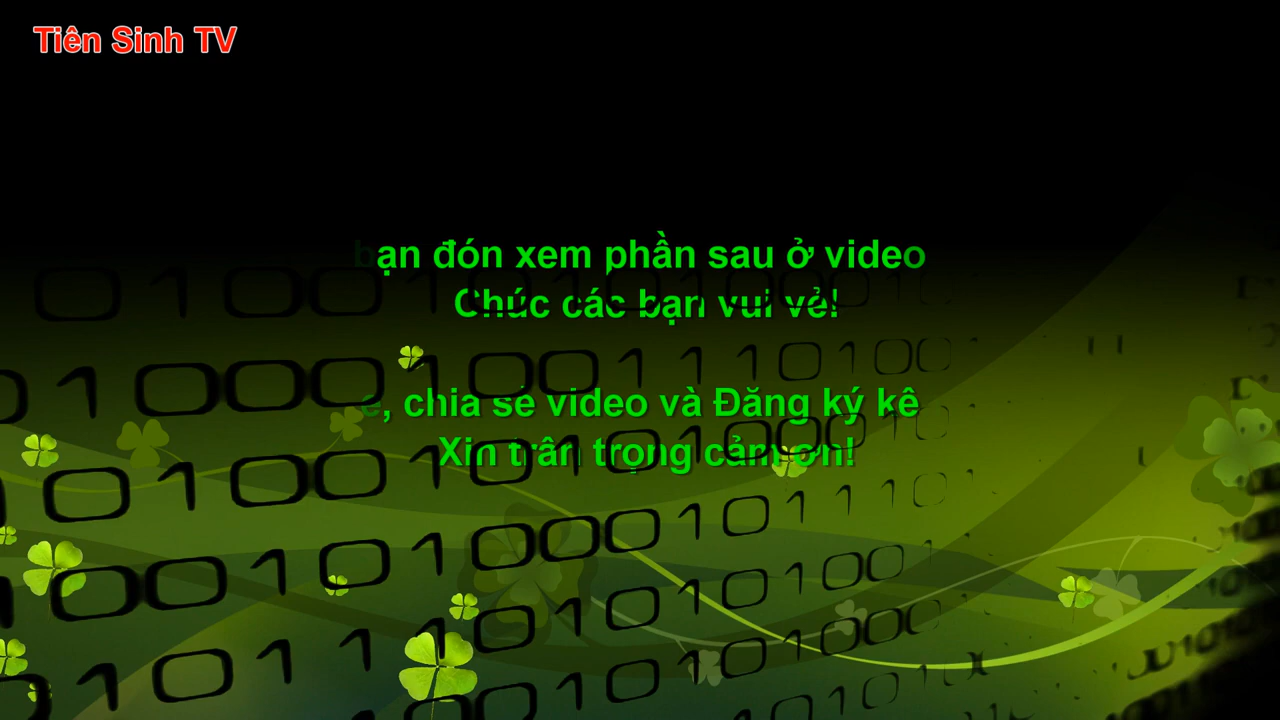 Tiên Sinh TV
bạn đón xem phần sau ở video
Chúc các bạn vui vẻ!
, chia sẻ video và Đăng ký kê
Xin trân trọng cảm ơn!